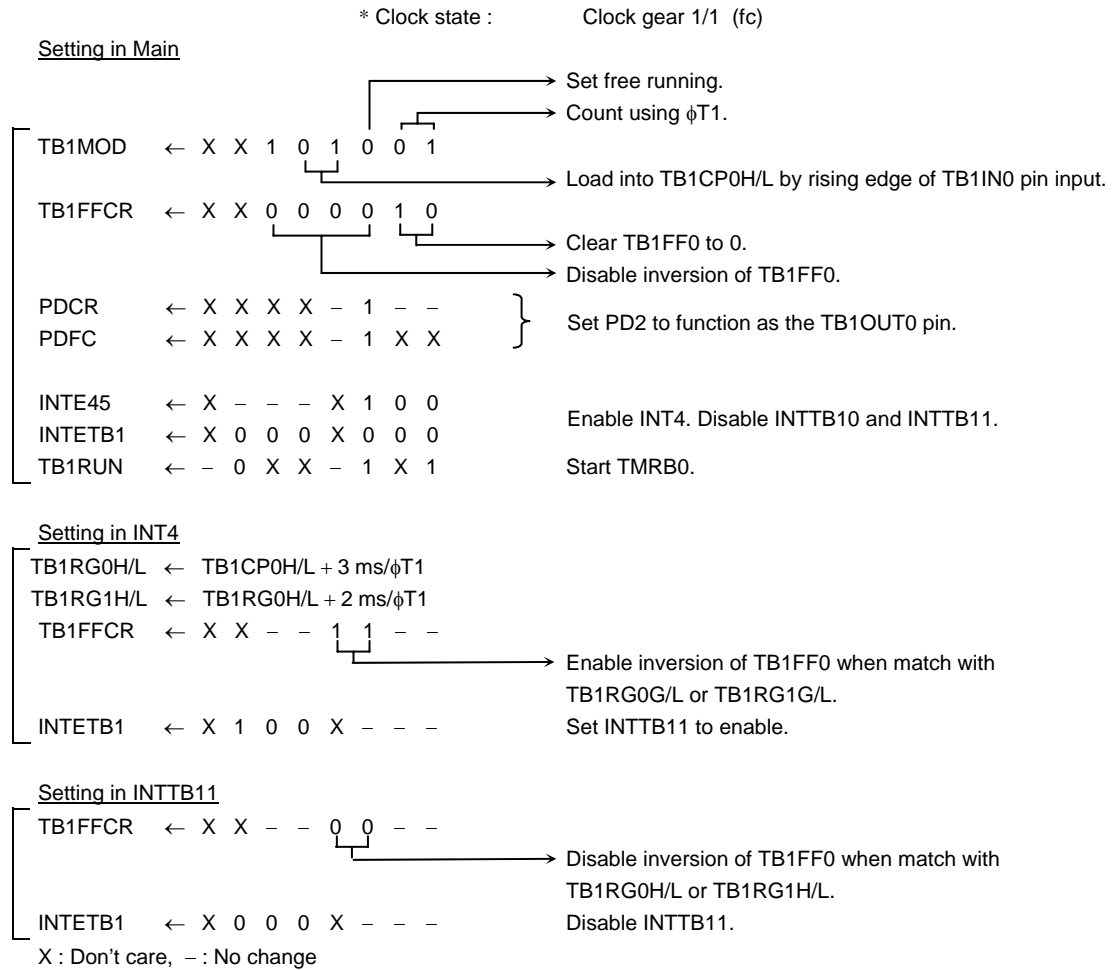 * Clock state : Clock gear 1/1 (fc)
Setting in Main
Set free running.
Count using ϕT1.
TB1MOD ← X X 1 0 1 0 0 1
Load into TB1CP0H/L by rising edge of TB1IN0 pin input.
TB1FFCR ← X X 0 0 0 0 1 0
Clear TB1FF0 to 0.
Disable inversion of TB1FF0.
PDCR ← X X X X – 1 – –
Set PD2 to function as the TB1OUT0 pin.
PDFC ← X X X X – 1 X X
INTE45 ← X – – – X 1 0 0
Enable INT4. Disable INTTB10 and INTTB11.
INTETB1 ← X 0 0 0 X 0 0 0
TB1RUN ← – 0 X X – 1 X 1 Start TMRB0.
Setting in INT4
TB1RG0H/L ← TB1CP0H/L + 3 ms/ϕT1
TB1RG1H/L ← TB1RG0H/L + 2 ms/ϕT1
TB1FFCR ← X X – – 1 1 – –
Enable inversion of TB1FF0 when match with
TB1RG0G/L or TB1RG1G/L.
INTETB1 ← X 1 0 0 X – – – Set INTTB11 to enable.
Setting in INTTB11
TB1FFCR ← X X – – 0 0 – –
Disable inversion of TB1FF0 when match with
TB1RG0H/L or TB1RG1H/L.
INTETB1 ← X 0 0 0 X – – – Disable INTTB11.
X : Don't care, – : No change